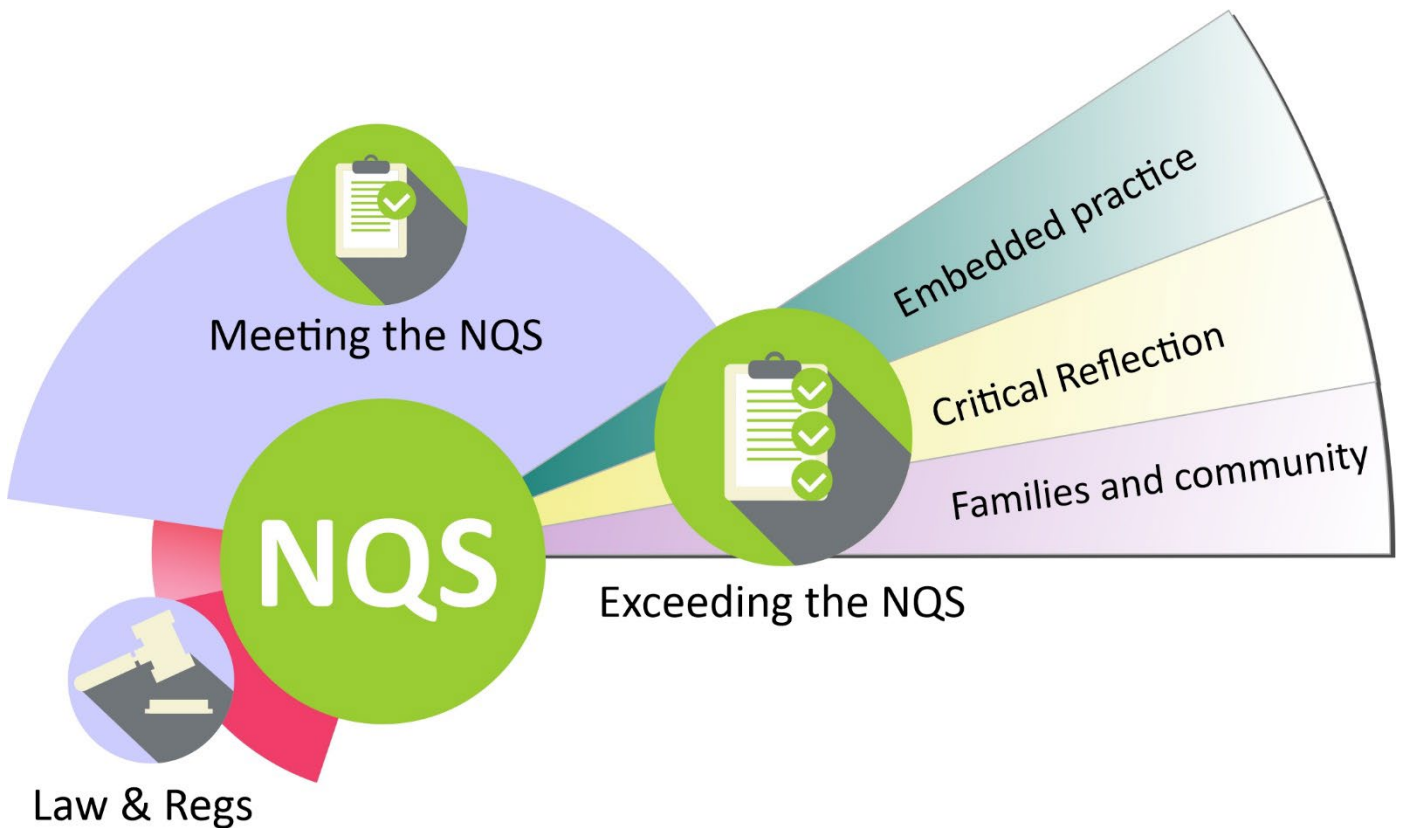 Meeting the NQS
Embedded practice
Critical Reflection
Families and community
NQS
Exceeding the NQS
Law & Regs